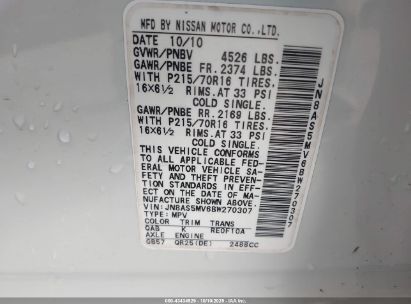 MFD BY NISSAN MOTOR CO.,LTD.
DATE 10/10
GVWR/PNBV 4526 LBS.
GAWR/PNBE FR. 2374 LBS.
WITH P215/70R16 TIRES.
16X6½ RIMS.AT 33 PSI
COLD SINGLE.
GAWR/PNBE RR. 2169 LBS.
WITH P215/70R16 TIRES.
16X6½ RIMS.AT 33 PSI
COLD SINGLE.
THIS VEHICLE CONFORMS
TO ALL APPLICABLE FED-
ERAL MOTOR VEHICLE SA-
FETY AND THEFT PREVEN-
TION STANDARDS IN EFF-
ECT ON THE DATE OF MA-
NUFACTURE SHOWN ABOVE.
VIN: JN8AS5MV6BW270307
TYPE: MPV
COLOR TRIM TRANS
QAB K RE0F10A
AXLE ENGINE
GB57 QR25(DE) 2488CC
JN8AS5MV6BW270307